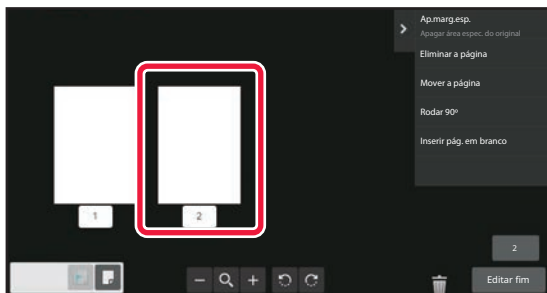 Ap.marg.esp.
Apagar área espec. do original
Eliminar a página
Mover a página
Rodar 90º
Inserir pág. em branco
1
2
2
Editar fim